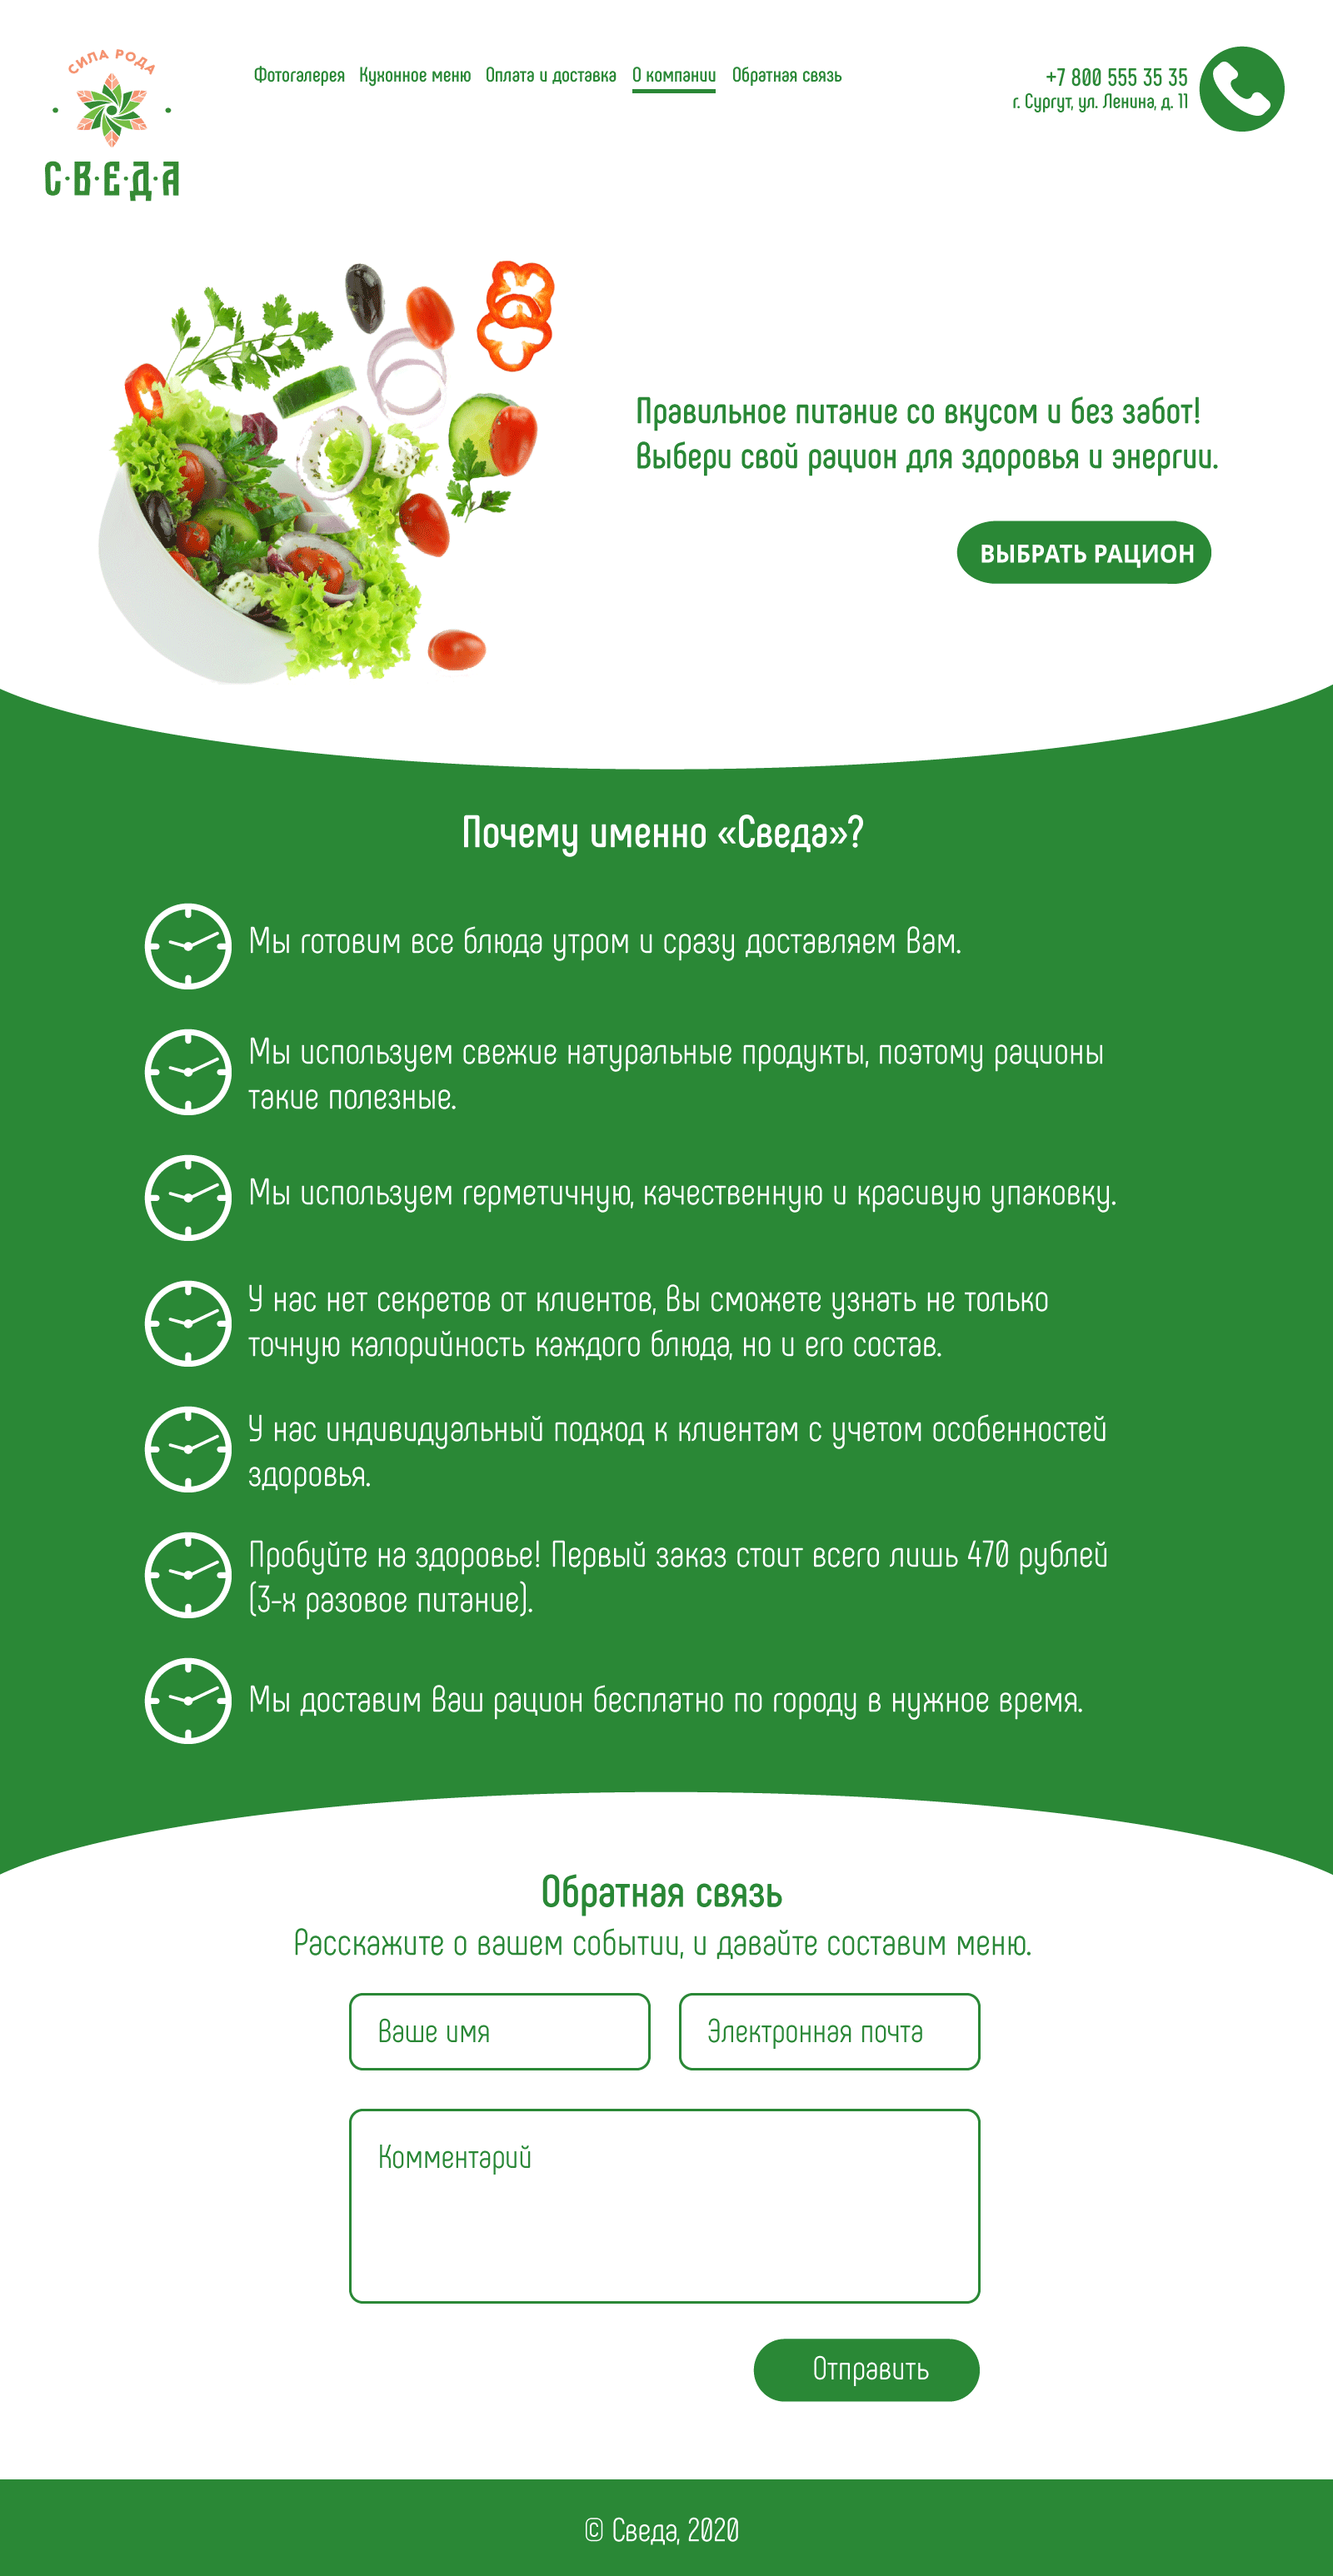 СИЛА РОДА
С·В·Е·Д·А
Фотогалерея Кухонное меню Оплата и доставка О компании Обратная связь
+7 800 555 35 35
г. Сургут, ул. Ленина, д. 11
Правильное питание со вкусом и без забот!
Выбери свой рацион для здоровья и энергии.
ВЫБРАТЬ РАЦИОН
Почему именно «Сведа»?
Мы готовим все блюда утром и сразу доставляем Вам.
Мы используем свежие натуральные продукты, поэтому рационы
такие полезные.
Мы используем герметичную, качественную и красивую упаковку.
У нас нет секретов от клиентов, Вы сможете узнать не только
точную калорийность каждого блюда, но и его состав.
У нас индивидуальный подход к клиентам с учетом особенностей
здоровья.
Пробуйте на здоровье! Первый заказ стоит всего лишь 470 рублей
(3-х разовое питание).
Мы доставим Ваш рацион бесплатно по городу в нужное время.
Обратная связь
Расскажите о вашем событии, и давайте составим меню.
Ваше имя
Электронная почта
Комментарий
Отправить
© Сведа, 2020